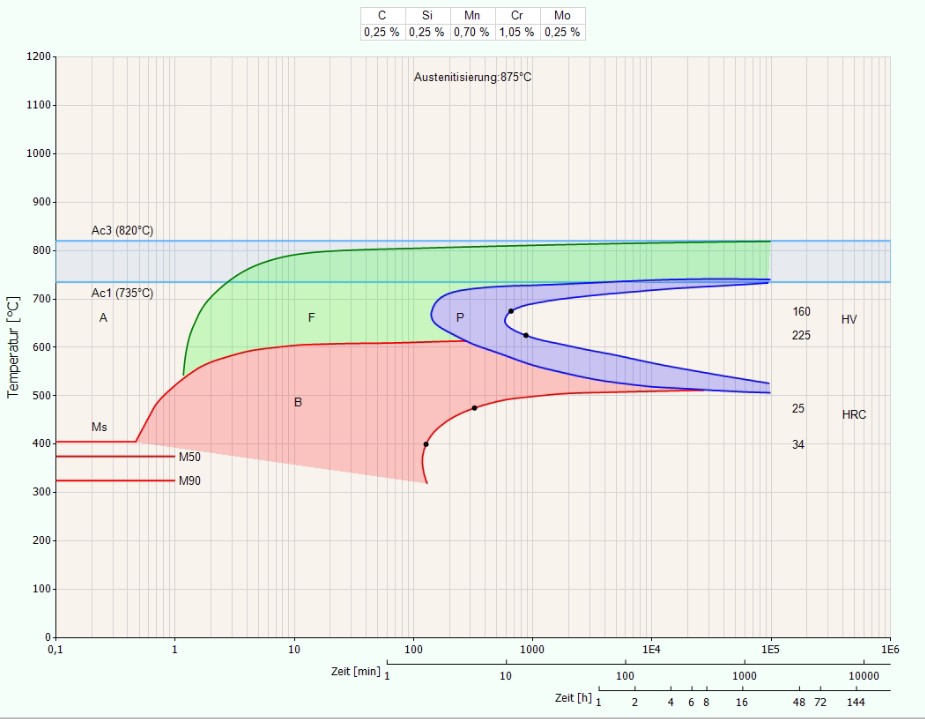 C Si Mn Cr Mo
0,25 % 0,25 % 0,70 % 1,05 % 0,25 %
1200
Austenitisierung:875°C
1100
1000
900
Ac3 (820°C)
800
Ac1 (735°C)
700
A F P 160 HV
225
600
500
B 25 HRC
Ms
400 34
M50
M90
300
200
100
0
Temperatur [°C]
0,1 1 10 100 1000 1E4 1E5 1E6
Zeit [min] 1 10 100 1000 10000
Zeit [h] 1 2 4 6 8 16 48 72 144